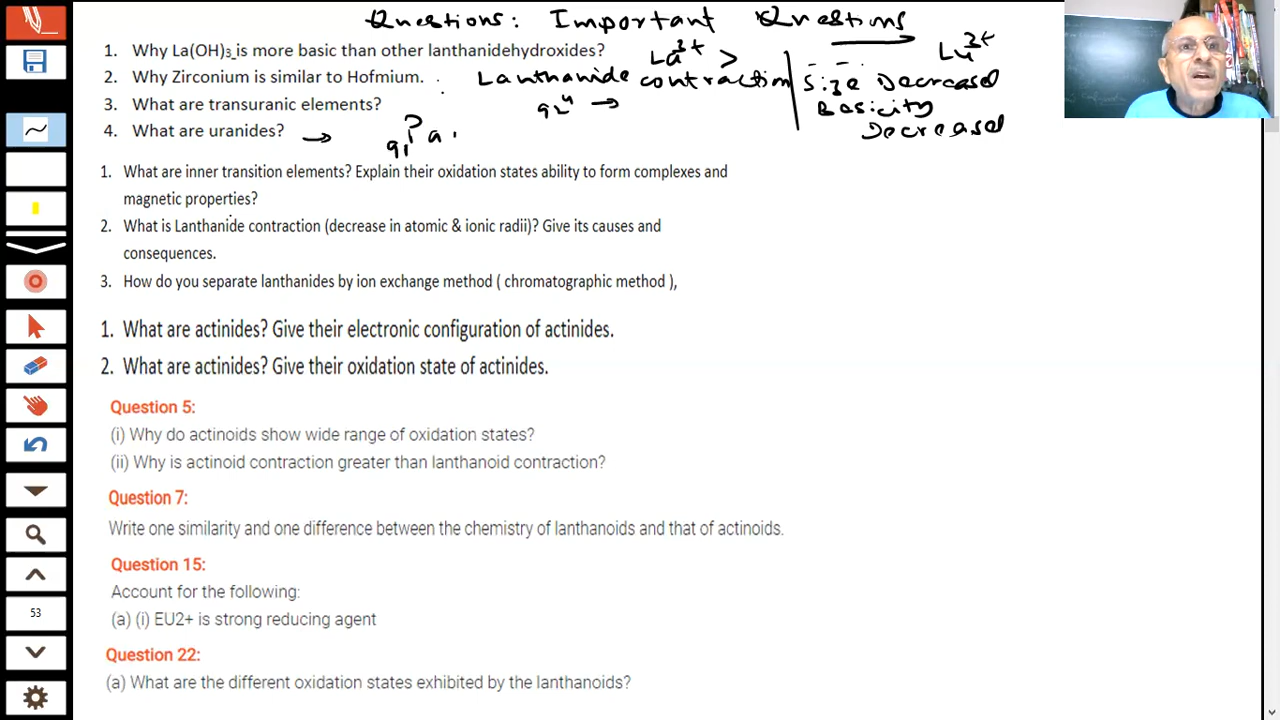 Questions: Important Questions
1. Why La(OH)3 is more basic than other lanthanidehydroxides?
La3+ > Lu3+
2. Why Zirconium is similar to Hofmium.
Lanthanide contraction
Size Decreased
Basicity
Decreased
3. What are transuranic elements?
92u →
4. What are uranides? → 91Pa
1. What are inner transition elements? Explain their oxidation states ability to form complexes and
magnetic properties?
2. What is Lanthanide contraction (decrease in atomic & ionic radii)? Give its causes and
consequences.
3. How do you separate lanthanides by ion exchange method ( chromatographic method ),
1. What are actinides? Give their electronic configuration of actinides.
2. What are actinides? Give their oxidation state of actinides.
Question 5:
(i) Why do actinoids show wide range of oxidation states?
(ii) Why is actinoid contraction greater than lanthanoid contraction?
Question 7:
Write one similarity and one difference between the chemistry of lanthanoids and that of actinoids.
Question 15:
Account for the following:
(a) (i) EU2+ is strong reducing agent
Question 22:
(a) What are the different oxidation states exhibited by the lanthanoids?
53